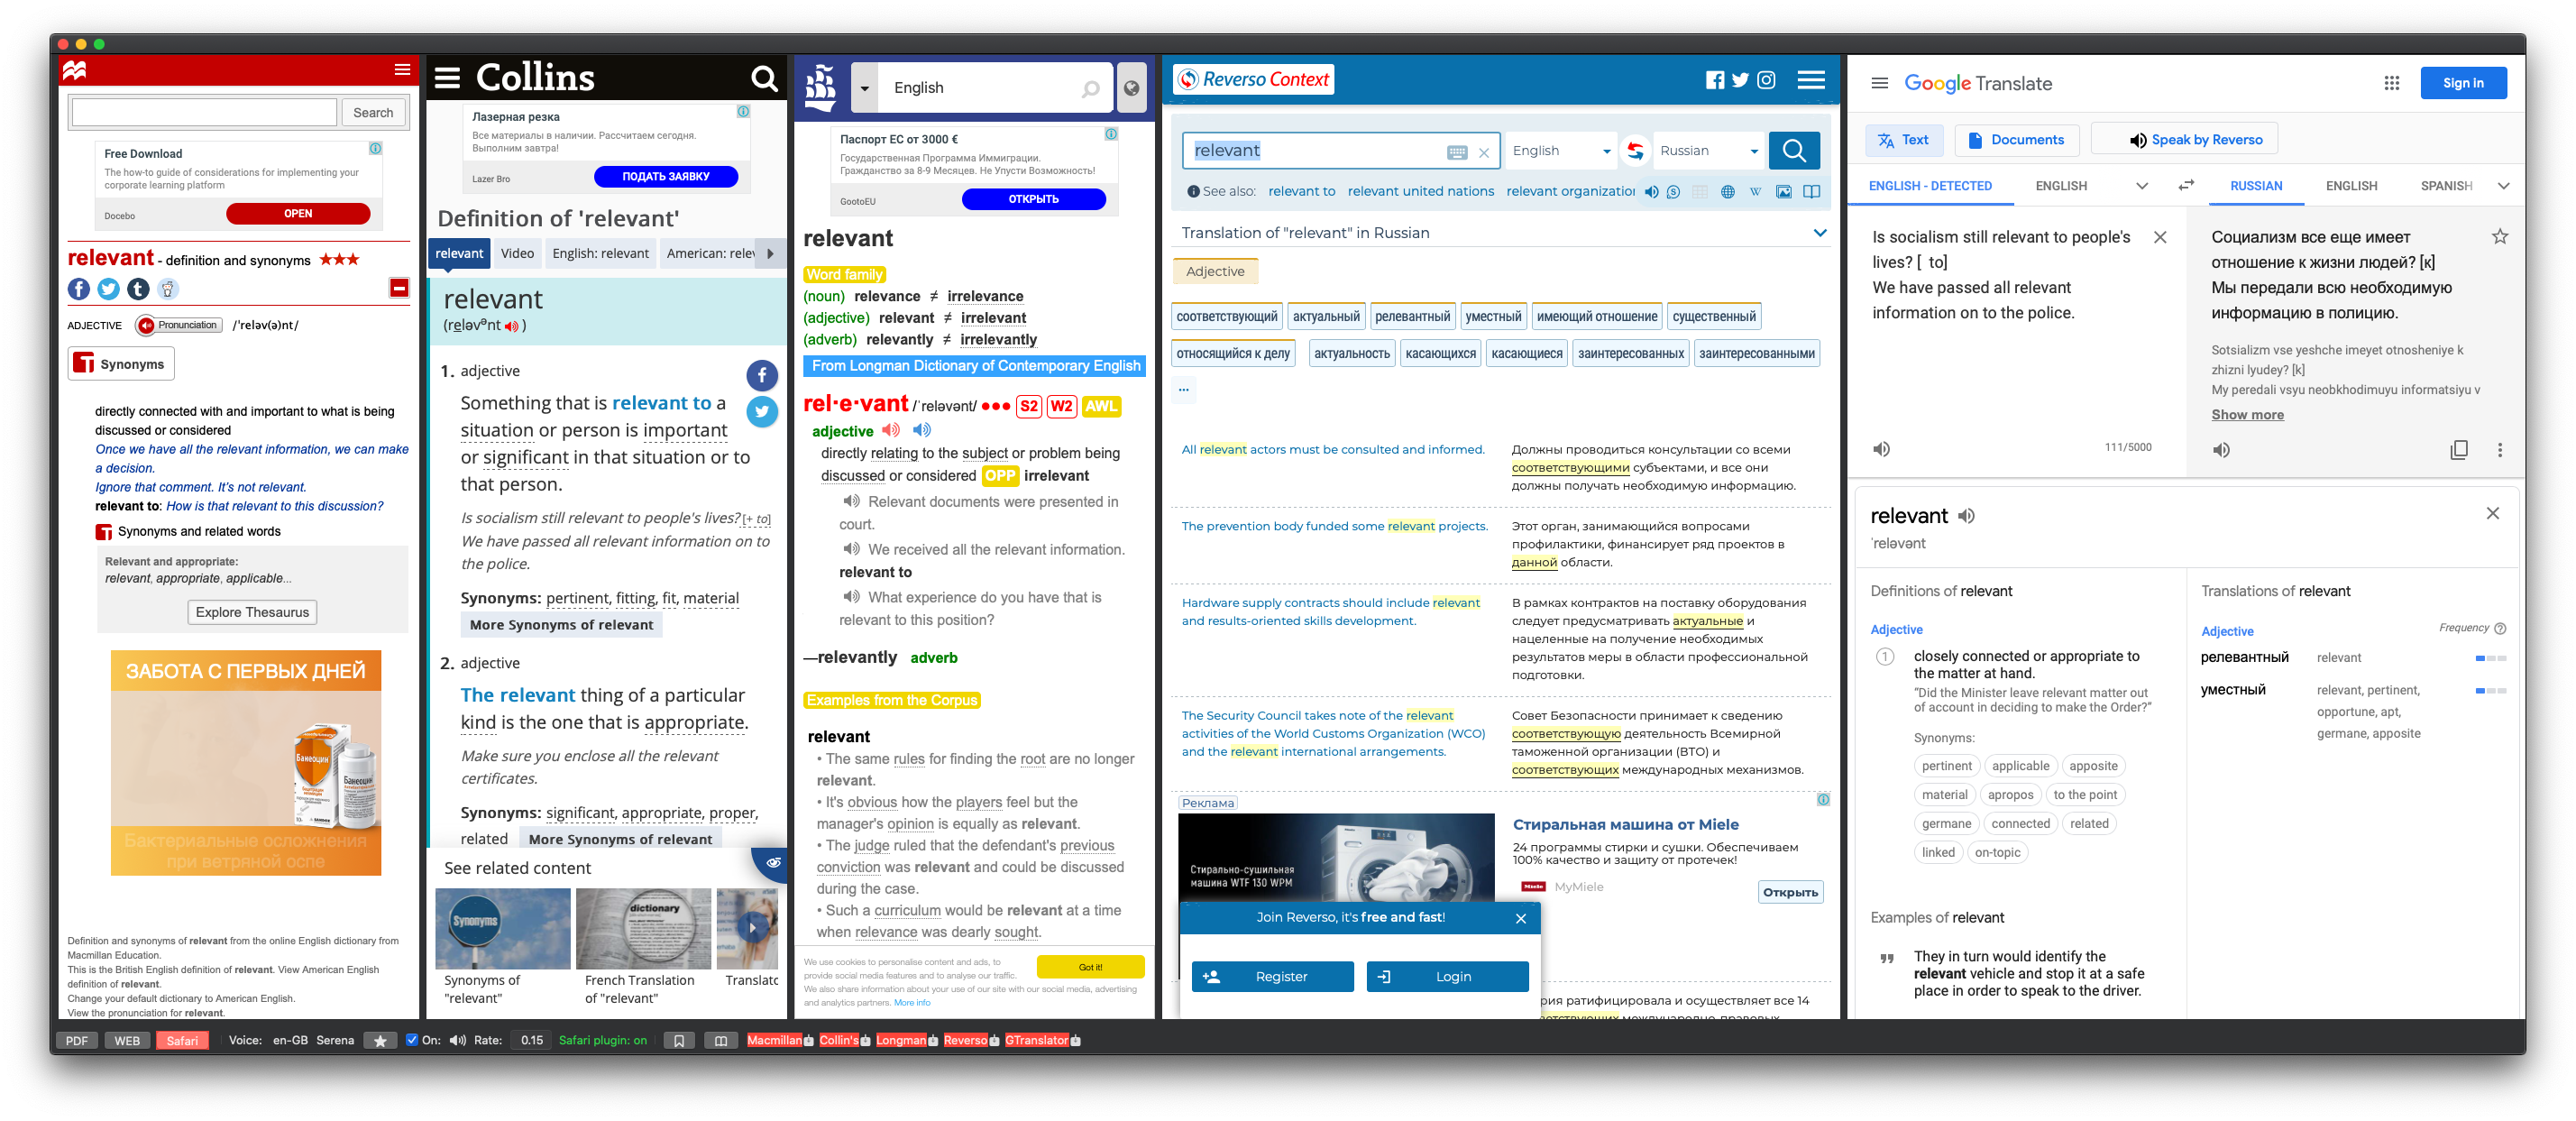 Search
Free Download
The how-to guide of considerations for implementing your
corporate learning platform
Docebo
OPEN
relevant - definition and synonyms ★★★
ADJECTIVE Pronunciation /ˈreləv(ə)nt/
Synonyms
directly connected with and important to what is being
discussed or considered
Once we have all the relevant information, we can make
a decision.
Ignore that comment. It's not relevant.
relevant to: How is that relevant to this discussion?
Synonyms and related words
Relevant and appropriate:
relevant, appropriate, applicable...
Explore Thesaurus
ЗАБОТА С ПЕРВЫХ ДНЕЙ
Банеоцин
Банеоцин
Бактериальные осложнения
при ветряной оспе
Definition and synonyms of relevant from the online English dictionary from
Macmillan Education.
This is the British English definition of relevant. View American English
definition of relevant.
Change your default dictionary to American English.
View the pronunciation for relevant.
Collins
Лазерная резка
Все материалы в наличии. Рассчитаем сегодня.
Выполним завтра!
Lazer Bro
ПОДАТЬ ЗАЯВКУ
Definition of 'relevant'
relevant Video English: relevant American: relev
relevant
(reləvᵊnt )
1. adjective
Something that is relevant to a
situation or person is important
or significant in that situation or to
that person.
Is socialism still relevant to people's lives? [+ to]
We have passed all relevant information on to
the police.
Synonyms: pertinent, fitting, fit, material
More Synonyms of relevant
2. adjective
The relevant thing of a particular
kind is the one that is appropriate.
Make sure you enclose all the relevant
certificates.
Synonyms: significant, appropriate, proper,
related More Synonyms of relevant
See related content
Synonyms
dictionary
Synonyms of
"relevant"
French Translation
of "relevant"
Translatc
English
Паспорт ЕС от 3000 €
Государственная Программа Иммиграции.
Гражданство за 8-9 Месяцев. Не Упусти Возможность!
GootoEU
ОТКРЫТЬ
relevant
Word family
(noun) relevance ≠ irrelevance
(adjective) relevant ≠ irrelevant
(adverb) relevantly ≠ irrelevantly
From Longman Dictionary of Contemporary English
rel·e·vant /ˈreləvənt/ ●●● S2 W2 AWL
adjective
directly relating to the subject or problem being
discussed or considered OPP irrelevant
Relevant documents were presented in
court.
We received all the relevant information.
relevant to
What experience do you have that is
relevant to this position?
—relevantly adverb
Examples from the Corpus
relevant
• The same rules for finding the root are no longer
relevant.
• It's obvious how the players feel but the
manager's opinion is equally as relevant.
• The judge ruled that the defendant's previous
conviction was relevant and could be discussed
during the case.
• Such a curriculum would be relevant at a time
when relevance was dearly sought.
We use cookies to personalise content and ads, to
provide social media features and to analyse our traffic.
We also share information about your use of our site with our social media, advertising
and analytics partners. More info
Got it!
Reverso Context
relevant
English
Russian
See also: relevant to relevant united nations relevant organization
Translation of "relevant" in Russian
Adjective
соответствующий актуальный релевантный уместный имеющий отношение существенный
относящийся к делу актуальность касающихся касающиеся заинтересованных заинтересованными
...
All relevant actors must be consulted and informed.
Должны проводиться консультации со всеми
соответствующими субъектами, и все они
должны получать необходимую информацию.
The prevention body funded some relevant projects.
Этот орган, занимающийся вопросами
профилактики, финансирует ряд проектов в
данной области.
Hardware supply contracts should include relevant
and results-oriented skills development.
В рамках контрактов на поставку оборудования
следует предусматривать актуальные и
нацеленные на получение необходимых
результатов меры в области профессиональной
подготовки.
The Security Council takes note of the relevant
activities of the World Customs Organization (WCO)
and the relevant international arrangements.
Совет Безопасности принимает к сведению
соответствующую деятельность Всемирной
таможенной организации (ВТО) и
соответствующих международных механизмов.
Реклама
Стирально-сушильная
машина WTF 130 WPM
Стиральная машина от Miele
24 программы стирки и сушки. Обеспечиваем
100% качество и защиту от протечек!
Miele MyMiele
Открыть
Join Reverso, it's free and fast!
Register
Login
рия ратифицировала и осуществляет все 14
ветствующих международно-правовых
Google Translate
Sign in
Text
Documents
Speak by Reverso
ENGLISH - DETECTED ENGLISH
RUSSIAN ENGLISH SPANISH
Is socialism still relevant to people's
lives? [ to]
We have passed all relevant
information on to the police.
111/5000
Социализм все еще имеет
отношение к жизни людей? [к]
Мы передали всю необходимую
информацию в полицию.
Sotsializm vse yeshche imeyet otnosheniye k
zhizni lyudey? [k]
My peredali vsyu neobkhodimuyu informatsiyu v
Show more
relevant
ˈreləvənt
Definitions of relevant
Adjective
1 closely connected or appropriate to
the matter at hand.
"Did the Minister leave relevant matter out
of account in deciding to make the Order?"
Synonyms:
pertinent applicable apposite
material apropos to the point
germane connected related
linked on-topic
Examples of relevant
They in turn would identify the
relevant vehicle and stop it at a safe
place in order to speak to the driver.
Translations of relevant
Adjective Frequency
релевантный relevant
уместный relevant, pertinent,
opportune, apt,
germane, apposite
PDF WEB Safari Voice: en-GB Serena ★ On: Rate: 0.15 Safari plugin: on Macmillan Collin's Longman Reverso GTranslator